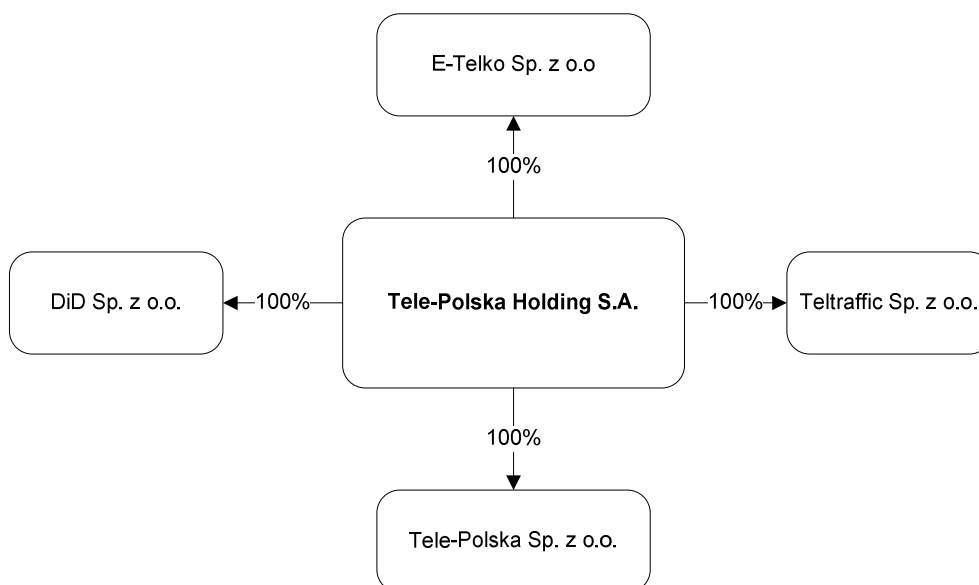 E-Telko Sp. z o.o
100%
DiD Sp. z o.o.
100%
Tele-Polska Holding S.A.
100%
Teltraffic Sp. z o.o.
100%
Tele-Polska Sp. z o.o.